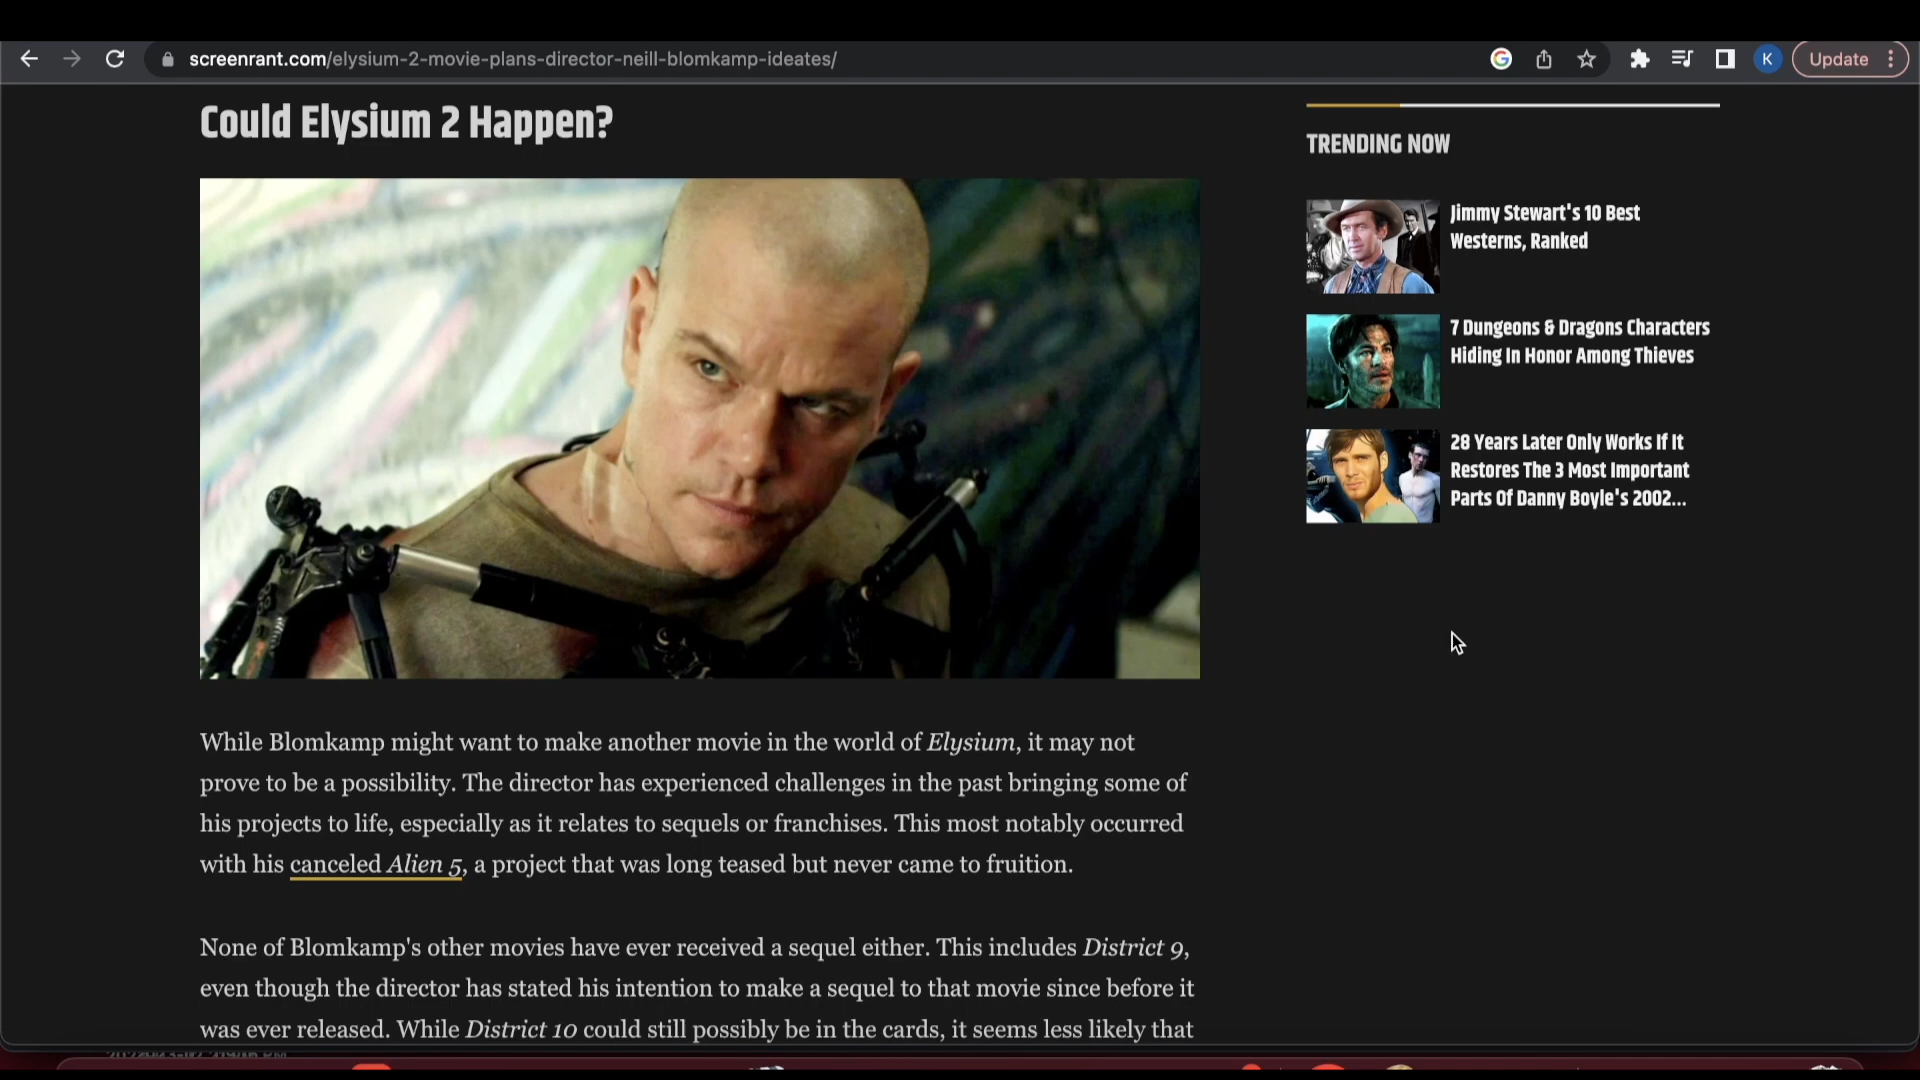 screenrant.com/elysium-2-movie-plans-director-neill-blomkamp-ideates/
K
Update
Could Elysium 2 Happen?
While Blomkamp might want to make another movie in the world of Elysium, it may not
prove to be a possibility. The director has experienced challenges in the past bringing some of
his projects to life, especially as it relates to sequels or franchises. This most notably occurred
with his canceled Alien 5, a project that was long teased but never came to fruition.
None of Blomkamp's other movies have ever received a sequel either. This includes District 9,
even though the director has stated his intention to make a sequel to that movie since before it
was ever released. While District 10 could still possibly be in the cards, it seems less likely that
TRENDING NOW
Jimmy Stewart's 10 Best
Westerns, Ranked
7 Dungeons & Dragons Characters
Hiding In Honor Among Thieves
28 Years Later Only Works If It
Restores The 3 Most Important
Parts Of Danny Boyle's 2002...